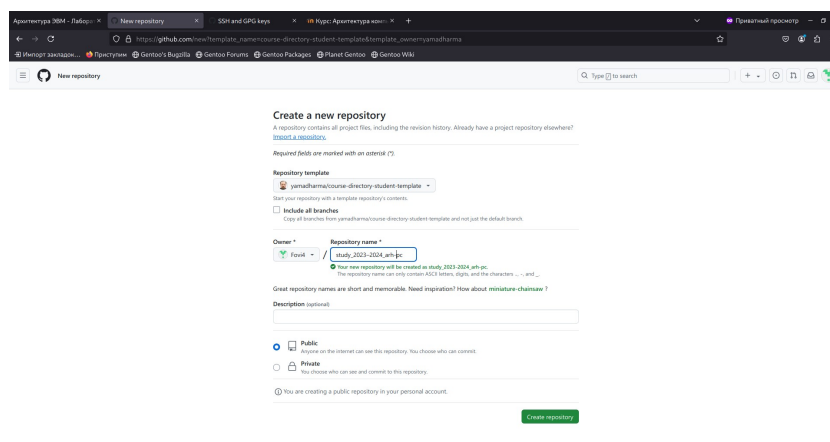 Архитектура ЭВМ - Лаборат
New repository
SSH and GPG keys
Курс: Архитектура комп
Приватный просмотр
https://github.com/new?template_name=course-directory-student-template&template_owner=yamadharma
Импорт закладок...
Приступим
Gentoo's Bugzilla
Gentoo Forums
Gentoo Packages
Planet Gentoo
Gentoo Wiki
New repository
Type / to search
Create a new repository
A repository contains all project files, including the revision history. Already have a project repository elsewhere?
Import a repository.
Required fields are marked with an asterisk (*).
Repository template
yamadharma/course-directory-student-template
Start your repository with a template repository's contents.
Include all branches
Copy all branches from yamadharma/course-directory-student-template and not just the default branch.
Owner * Repository name *
Fovi4 / study_2023–2024_arh-pc
Your new repository will be created as study_2023-2024_arh-pc.
The repository name can only contain ASCII letters, digits, and the characters ., -, and _.
Great repository names are short and memorable. Need inspiration? How about miniature-chainsaw ?
Description (optional)
Public
Anyone on the internet can see this repository. You choose who can commit.
Private
You choose who can see and commit to this repository.
You are creating a public repository in your personal account.
Create repository